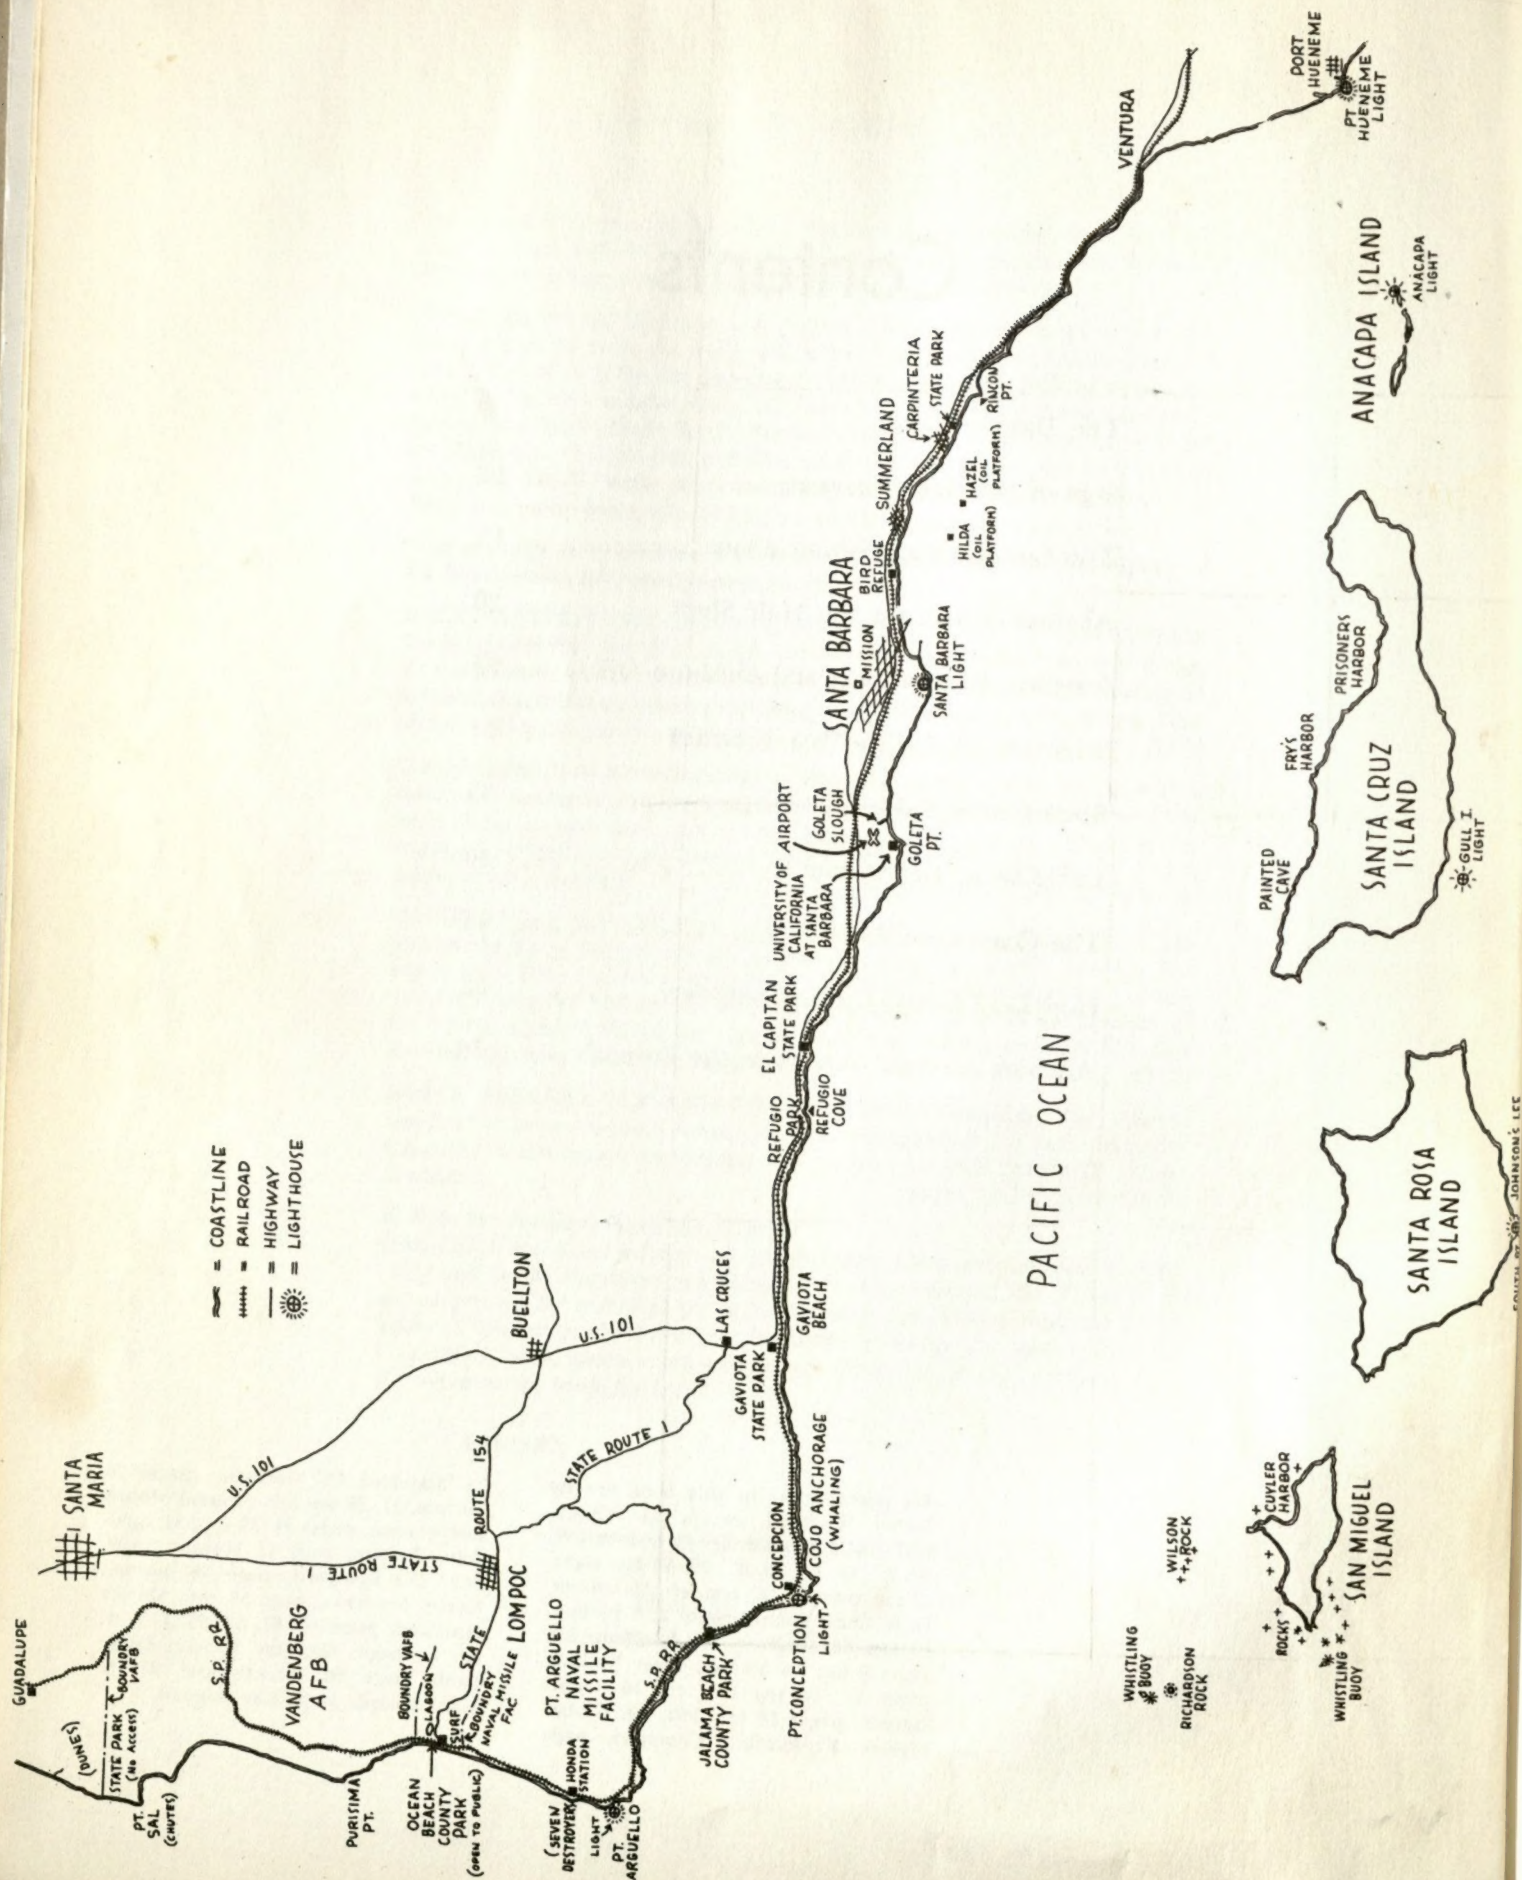 GUADALUPE
(DUNES)
STATE PARK
(NO ACCESS)
BOUNDRY
VAFB
PT.
SAL
(CHUTES)
S.P. RR
SANTA
MARIA
U.S. 101
STATE ROUTE 1
VANDENBERG
AFB
PURISIMA
PT.
BOUNDRY VAFB
LAGOON
SURF
OCEAN
BEACH
COUNTY
PARK
(OPEN TO PUBLIC)
STATE
ROUTE 154
LOMPOC
BOUNDRY
NAVAL MISSILE
FAC
PT. ARGUELLO
NAVAL
MISSILE
FACILITY
HONDA
STATION
(SEVEN
DESTROYERS
LIGHT
PT.
ARGUELLO
S.P. RR
JALAMA BEACH
COUNTY PARK
BUELLTON
U.S. 101
STATE ROUTE 1
LAS CRUCES
GAVIOTA
STATE PARK
GAVIOTA
BEACH
CONCEPCION
PT. CONCEPTION
LIGHT
COJO ANCHORAGE
(WHALING)
= COASTLINE
= RAILROAD
= HIGHWAY
= LIGHTHOUSE
REFUGIO
PARK
REFUGIO
COVE
EL CAPITAN
STATE PARK
UNIVERSITY OF
CALIFORNIA
AT SANTA
BARBARA
AIRPORT
GOLETA
SLOUGH
GOLETA
PT.
SANTA BARBARA
MISSION
SANTA BARBARA
LIGHT
BIRD
REFUGE
SUMMERLAND
HILDA
(OIL
PLATFORM)
HAZEL
(OIL
PLATFORM)
CARPINTERIA
STATE PARK
RINCON
PT.
VENTURA
PORT
HUENEME
PT
HUENEME
LIGHT
PACIFIC OCEAN
WHISTLING
BUOY
RICHARDSON
ROCK
WILSON
ROCK
CUYLER
HARBOR
ROCKS
WHISTLING
BUOY
SAN MIGUEL
ISLAND
SANTA ROSA
ISLAND
JOHNSON'S LEE
PAINTED
CAVE
FRY'S
HARBOR
PRISONERS
HARBOR
SANTA CRUZ
ISLAND
GULL I.
LIGHT
ANACAPA ISLAND
ANACAPA
LIGHT